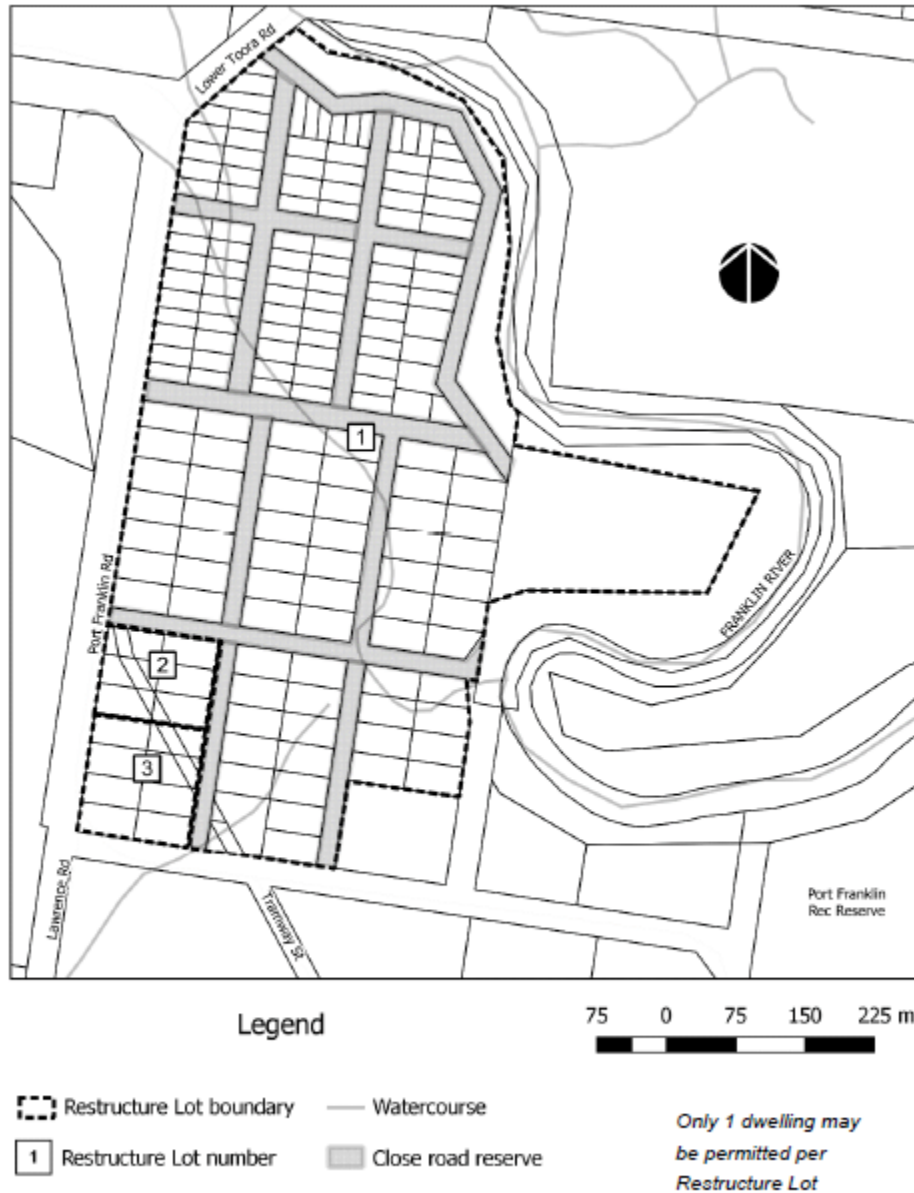 Lower Toora Rd
1
Port Franklin Rd
2
FRANKLIN RIVER
3
Lawrence Rd
Tramway St
Port Franklin
Rec Reserve
Legend
75 0 75 150 225 m
Restructure Lot boundary
Watercourse
1 Restructure Lot number
Close road reserve
Only 1 dwelling may
be permitted per
Restructure Lot